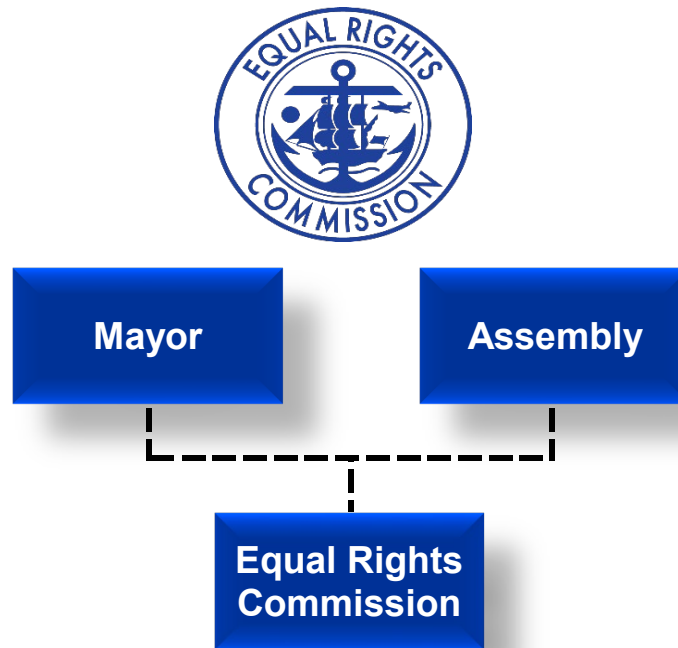 EQUAL RIGHTS
COMMISSION
Mayor
Assembly
Equal Rights
Commission